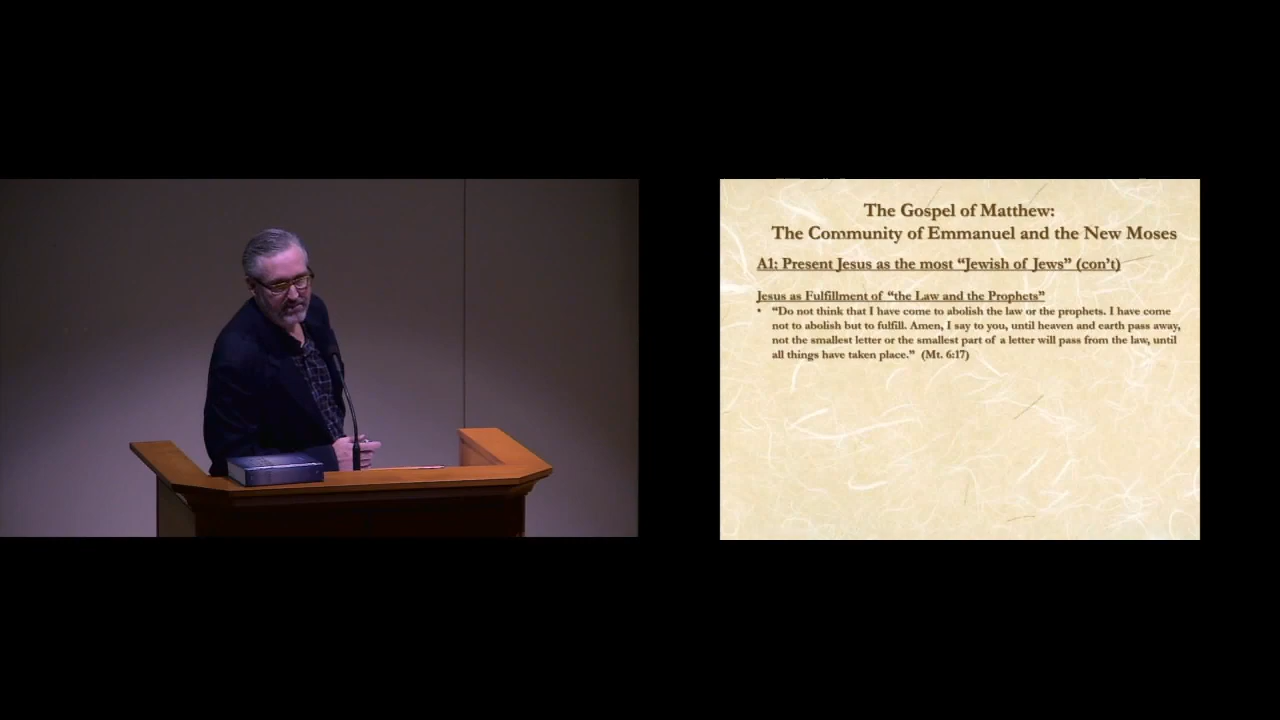 The Gospel of Matthew:
The Community of Emmanuel and the New Moses
A1: Present Jesus as the most “Jewish of Jews” (con’t)
Jesus as Fulfillment of “the Law and the Prophets”
• “Do not think that I have come to abolish the law or the prophets. I have come
not to abolish but to fulfill. Amen, I say to you, until heaven and earth pass away,
not the smallest letter or the smallest part of a letter will pass from the law, until
all things have taken place.” (Mt. 6:17)